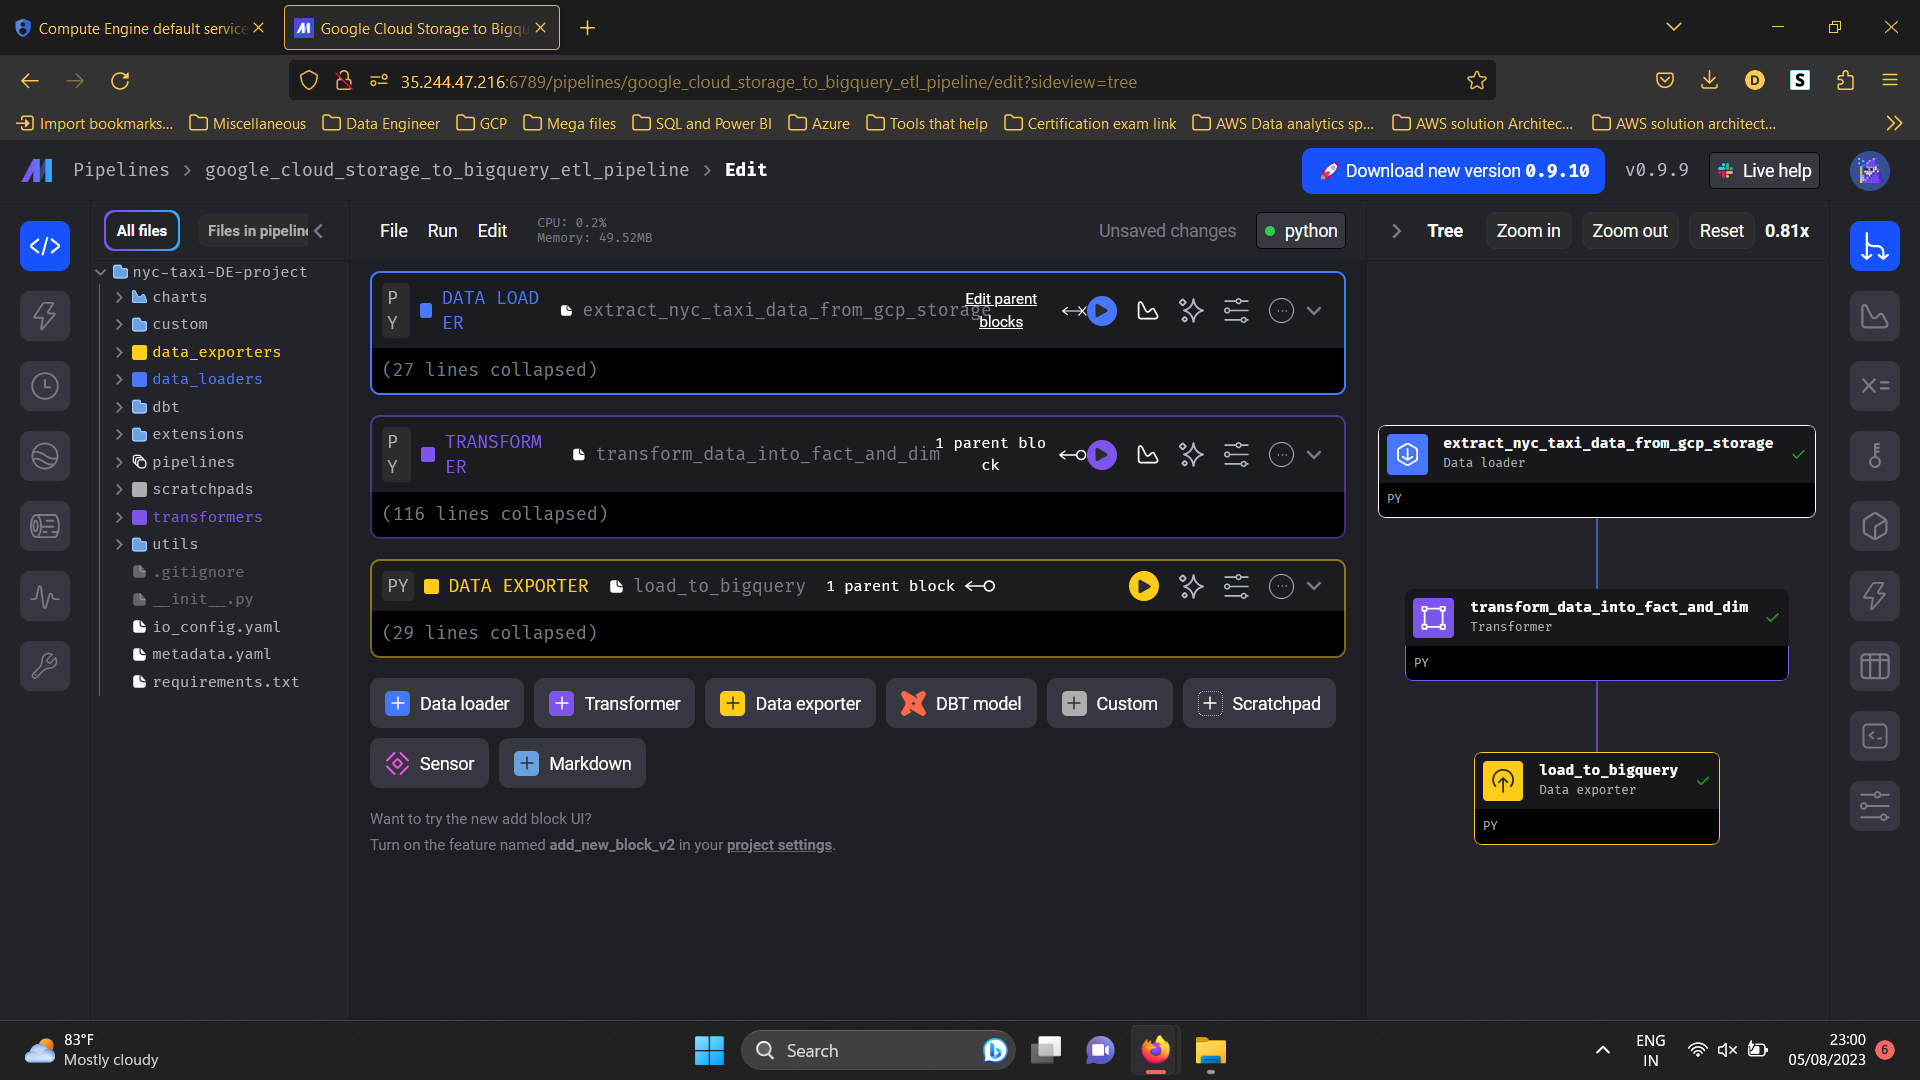 Compute Engine default service
Google Cloud Storage to Bigqu
35.244.47.216:6789/pipelines/google_cloud_storage_to_bigquery_etl_pipeline/edit?sideview=tree
D
S
Import bookmarks...
Miscellaneous
Data Engineer
GCP
Mega files
SQL and Power BI
Azure
Tools that help
Certification exam link
AWS Data analytics sp...
AWS solution Architec...
AWS solution architect...
Pipelines > google_cloud_storage_to_bigquery_etl_pipeline > Edit
Download new version 0.9.10
v0.9.9
Live help
All files
Files in pipeline
File
Run
Edit
CPU: 0.2%
Memory: 49.52MB
Unsaved changes
python
Tree
Zoom in
Zoom out
Reset
0.81x
nyc-taxi-DE-project
charts
custom
data_exporters
data_loaders
dbt
extensions
pipelines
scratchpads
transformers
utils
.gitignore
__init__.py
io_config.yaml
metadata.yaml
requirements.txt
PY
DATA LOADER
extract_nyc_taxi_data_from_gcp_storage
Edit parent
blocks
(27 lines collapsed)
PY
TRANSFORMER
transform_data_into_fact_and_dim
1 parent blo
ck
(116 lines collapsed)
PY
DATA EXPORTER
load_to_bigquery
1 parent block
(29 lines collapsed)
Data loader
Transformer
Data exporter
DBT model
Custom
Scratchpad
Sensor
Markdown
Want to try the new add block UI?
Turn on the feature named add_new_block_v2 in your project settings.
extract_nyc_taxi_data_from_gcp_storage
Data loader
PY
transform_data_into_fact_and_dim
Transformer
PY
load_to_bigquery
Data exporter
PY
83°F
Mostly cloudy
Search
ENG
IN
23:00
05/08/2023
6